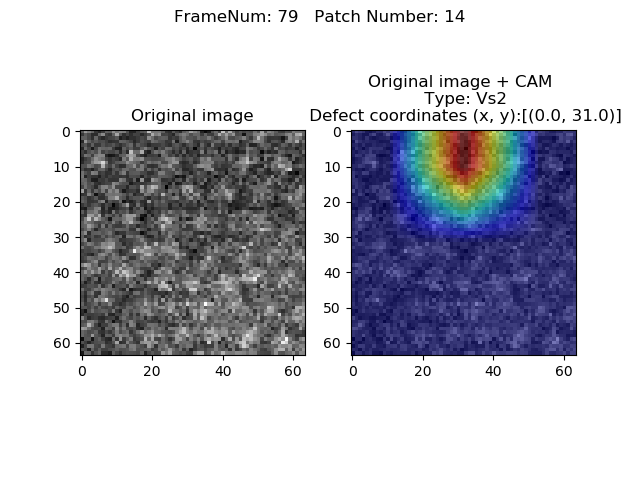 FrameNum: 79   Patch Number: 14
Original image
Original image + CAM
Type: Vs2
Defect coordinates (x, y):[(0.0, 31.0)]
0
10
20
30
40
50
60
0 20 40 60
0
10
20
30
40
50
60
0 20 40 60